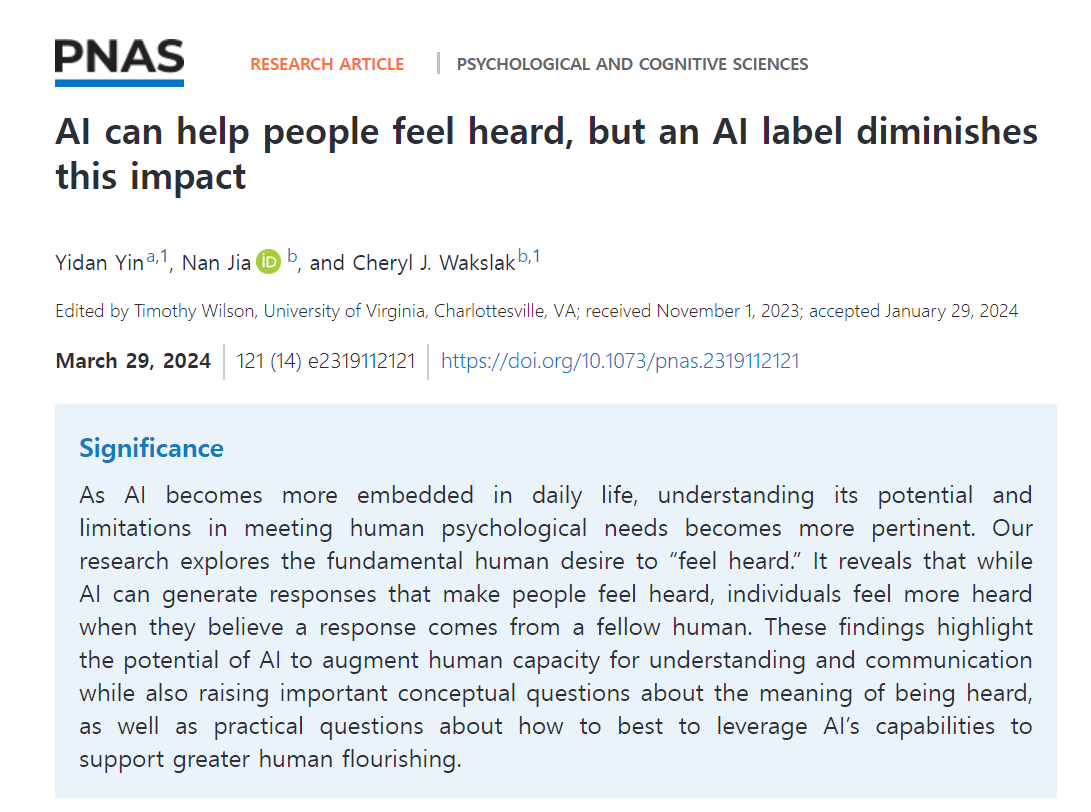 PNAS
RESEARCH ARTICLE | PSYCHOLOGICAL AND COGNITIVE SCIENCES
AI can help people feel heard, but an AI label diminishes
this impact
Yidan Yin a,1, Nan Jia iD b, and Cheryl J. Wakslak b,1
Edited by Timothy Wilson, University of Virginia, Charlottesville, VA; received November 1, 2023; accepted January 29, 2024
March 29, 2024 | 121 (14) e2319112121 | https://doi.org/10.1073/pnas.2319112121
Significance
As AI becomes more embedded in daily life, understanding its potential and
limitations in meeting human psychological needs becomes more pertinent. Our
research explores the fundamental human desire to “feel heard.” It reveals that while
AI can generate responses that make people feel heard, individuals feel more heard
when they believe a response comes from a fellow human. These findings highlight
the potential of AI to augment human capacity for understanding and communication
while also raising important conceptual questions about the meaning of being heard,
as well as practical questions about how to best to leverage AI’s capabilities to
support greater human flourishing.